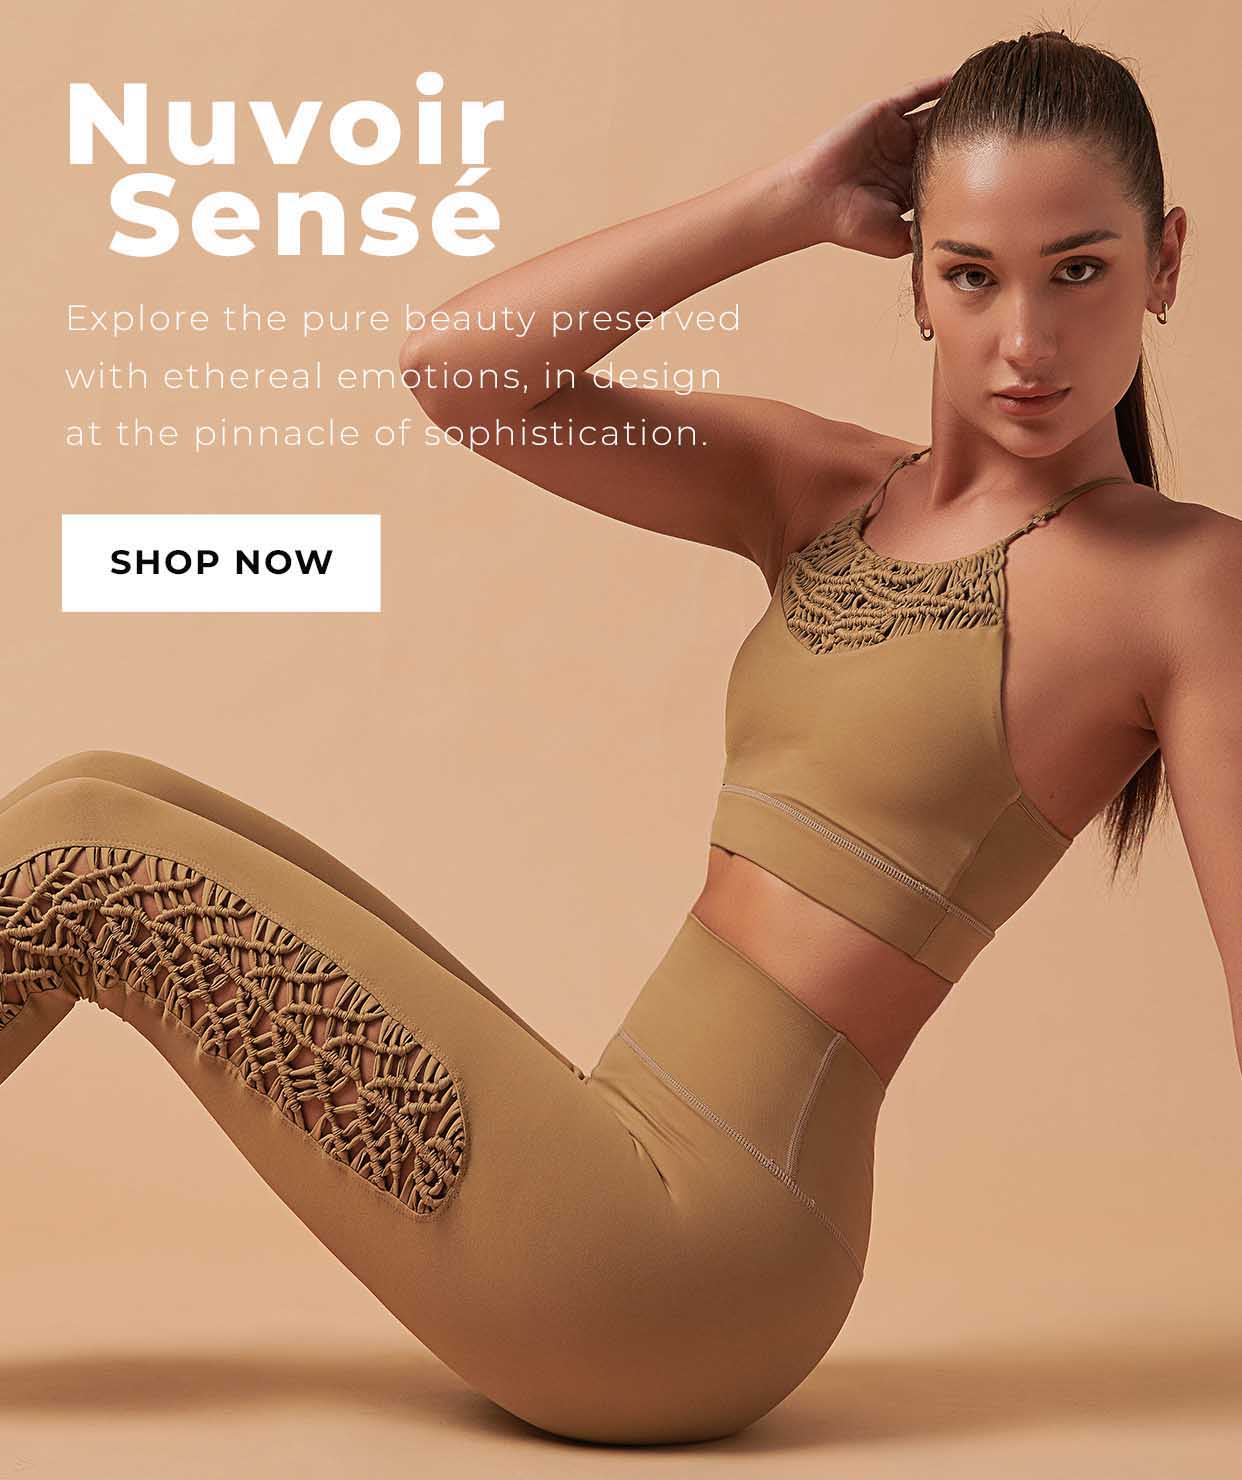 Nuvoir
Sensé
Explore the pure beauty preserved
with ethereal emotions, in design
at the pinnacle of sophistication.
SHOP NOW